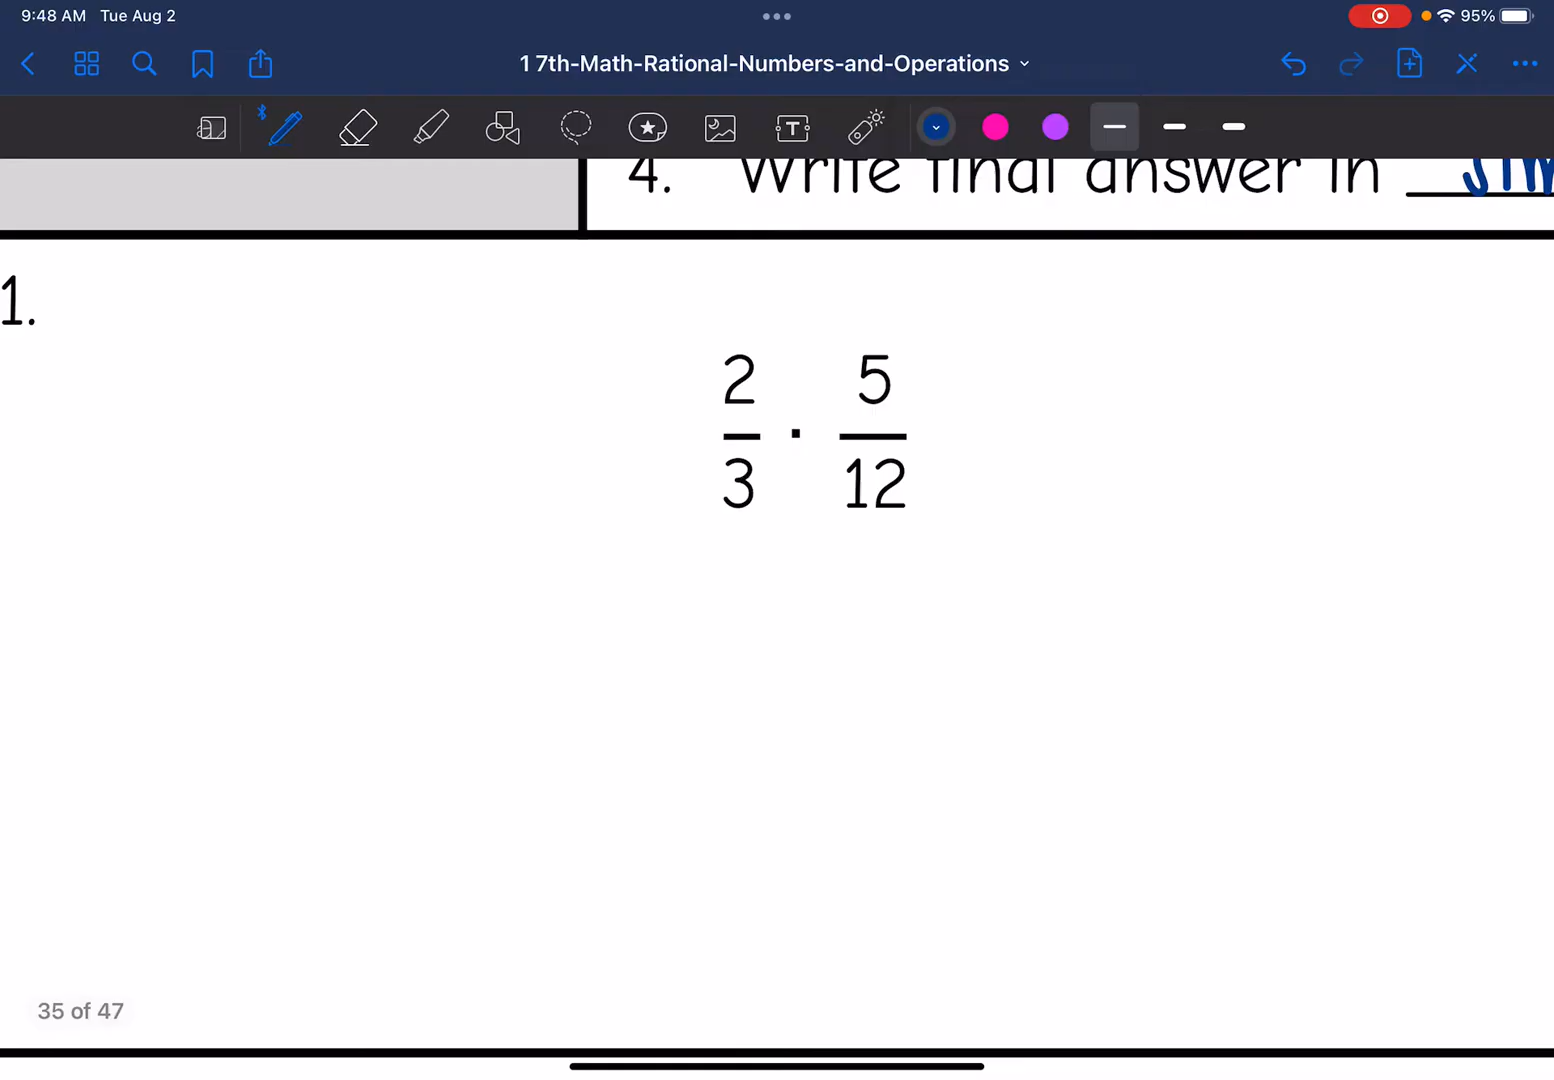 9:48 AM Tue Aug 2
95%
1 7th-Math-Rational-Numbers-and-Operations
4. Write final answer in
1.
2 5
3 · 12
35 of 47